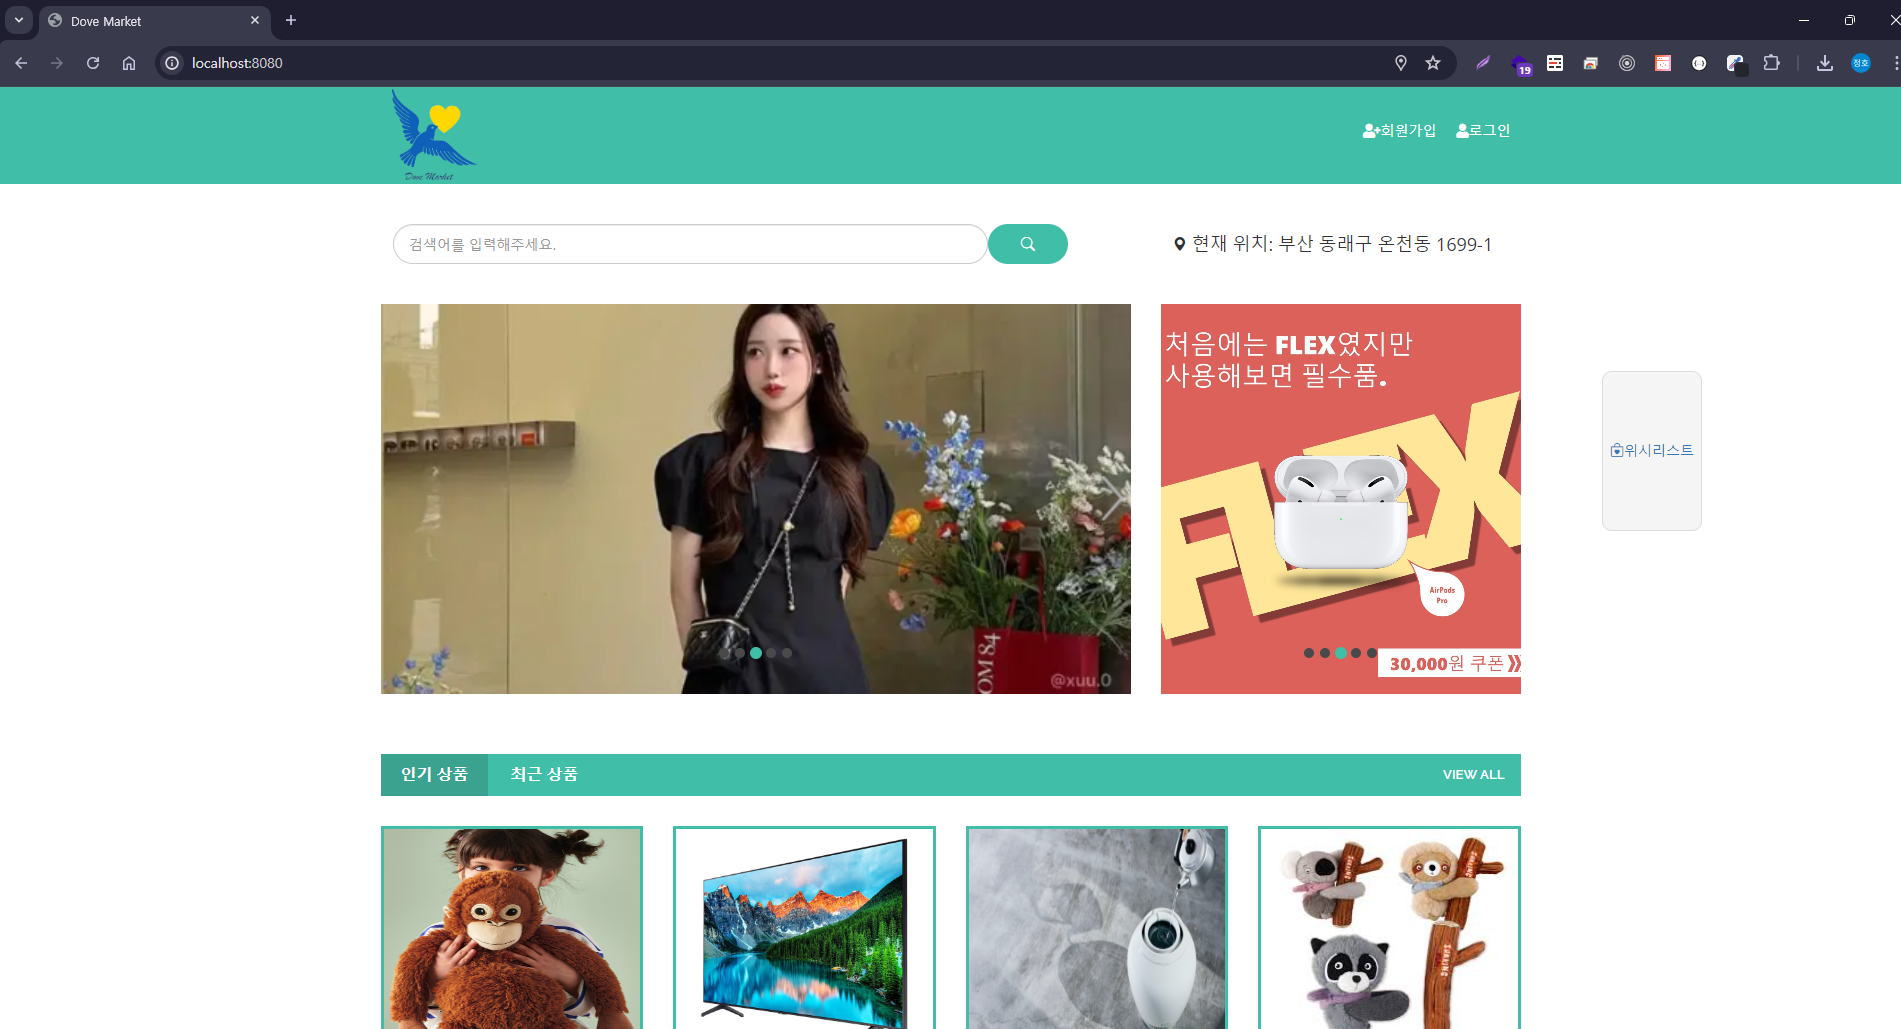 Dove Market
localhost:8080
19
정호
Dove Market
회원가입 로그인
검색어를 입력해주세요.
현재 위치: 부산 동래구 온천동 1699-1
처음에는 FLEX였지만
사용해보면 필수품.
FLEX
AirPods
Pro
30,000원 쿠폰
OM 84
@xuu.0
위시리스트
인기 상품 최근 상품 VIEW ALL